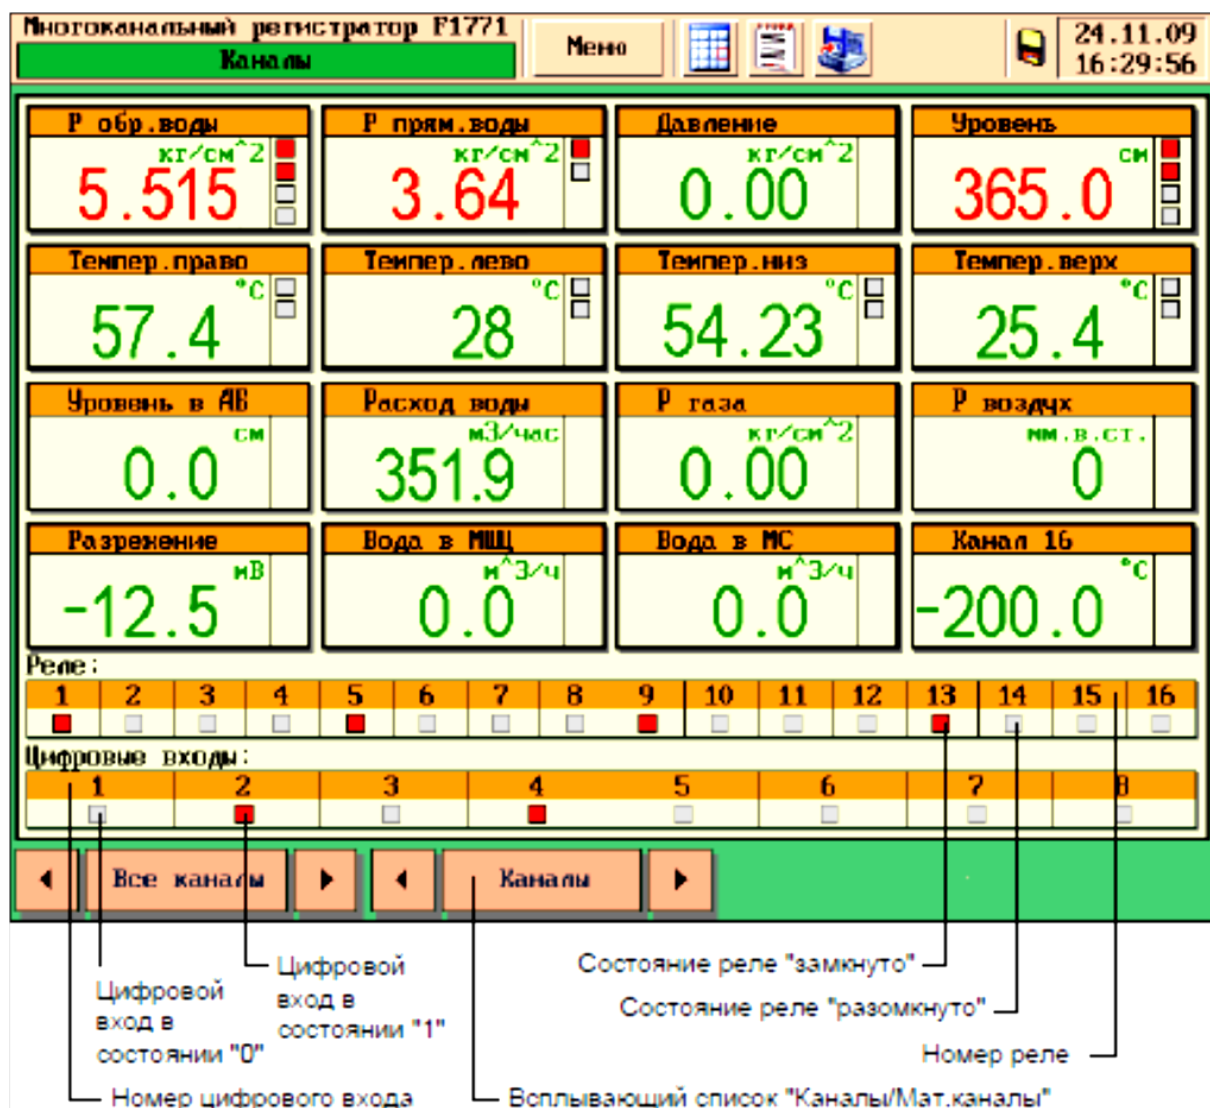 Многоканальный регистратор F1771
Каналы
Меню
24.11.09
16:29:56
Р обр.воды
кг/см^2
5.515
Р прям.воды
кг/см^2
3.64
Давление
кг/см^2
0.00
Уровень
см
365.0
Темпер.право
°C
57.4
Темпер.лево
°C
28
Темпер.низ
°C
54.23
Темпер.верх
°C
25.4
Уровень в АБ
см
0.0
Расход воды
м3/час
351.9
Р газа
кг/см^2
0.00
Р воздух
мм.в.ст.
0
Разрежение
мВ
-12.5
Вода в МШЦ
м^3/ч
0.0
Вода в МС
м^3/ч
0.0
Канал 16
°C
-200.0
Реле:
1 2 3 4 5 6 7 8 9 10 11 12 13 14 15 16
Цифровые входы:
1 2 3 4 5 6 7 8
Все каналы
Каналы
Цифровой
вход в
состоянии "0"
Цифровой
вход в
состоянии "1"
Состояние реле "замкнуто"
Состояние реле "разомкнуто"
Номер реле
Номер цифрового входа
Всплывающий список "Каналы/Мат.каналы"